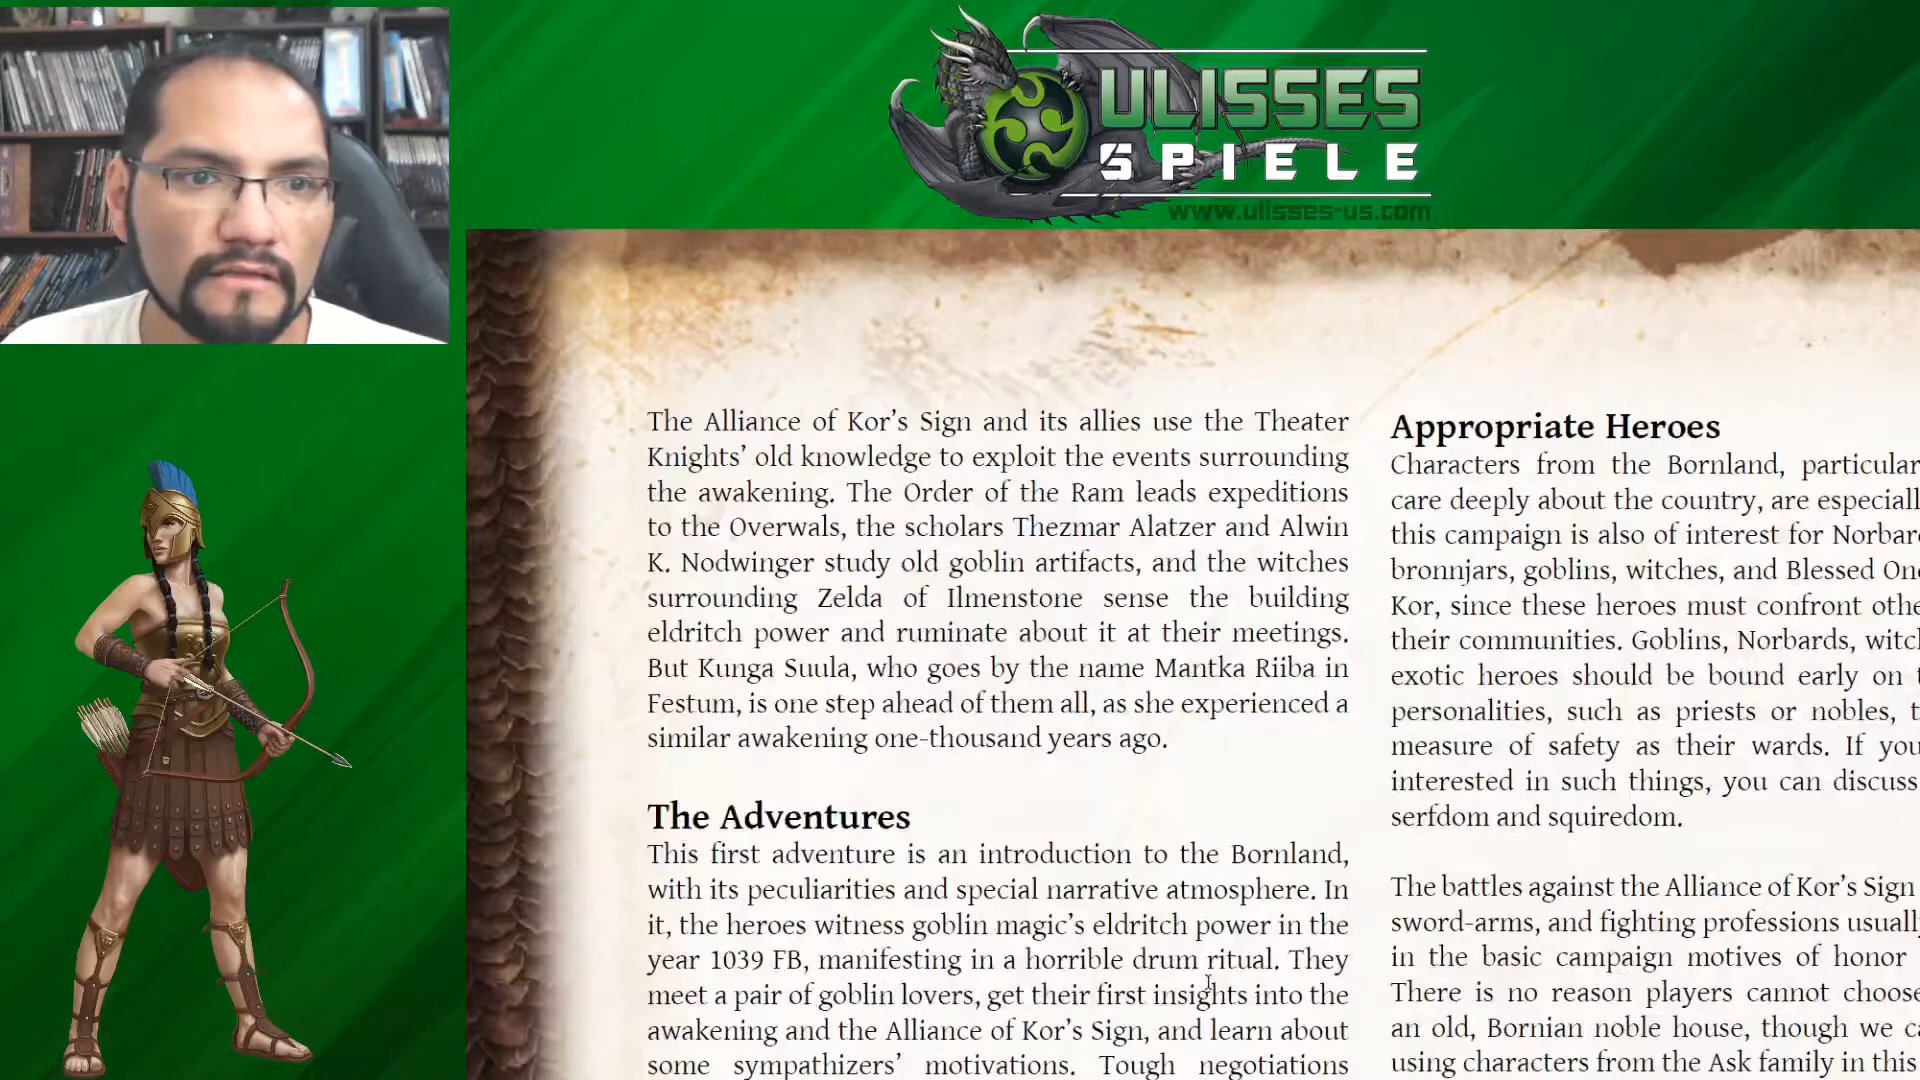 ULISSES
SPIELE
www.ulisses-us.com
The Alliance of Kor's Sign and its allies use the Theater
Knights' old knowledge to exploit the events surrounding
the awakening. The Order of the Ram leads expeditions
to the Overwals, the scholars Thezmar Alatzer and Alwin
K. Nodwinger study old goblin artifacts, and the witches
surrounding Zelda of Ilmenstone sense the building
eldritch power and ruminate about it at their meetings.
But Kunga Suula, who goes by the name Mantka Riiba in
Festum, is one step ahead of them all, as she experienced a
similar awakening one-thousand years ago.
The Adventures
This first adventure is an introduction to the Bornland,
with its peculiarities and special narrative atmosphere. In
it, the heroes witness goblin magic's eldritch power in the
year 1039 FB, manifesting in a horrible drum ritual. They
meet a pair of goblin lovers, get their first insights into the
awakening and the Alliance of Kor's Sign, and learn about
some sympathizers' motivations. Tough negotiations
Appropriate Heroes
Characters from the Bornland, particular
care deeply about the country, are especiall
this campaign is also of interest for Norbar
bronnjars, goblins, witches, and Blessed On
Kor, since these heroes must confront othe
their communities. Goblins, Norbards, witc
exotic heroes should be bound early on
personalities, such as priests or nobles, t
measure of safety as their wards. If you
interested in such things, you can discuss
serfdom and squiredom.
The battles against the Alliance of Kor's Sign
sword-arms, and fighting professions usually
in the basic campaign motives of honor
There is no reason players cannot choose
an old, Bornian noble house, though we ca
using characters from the Ask family in this